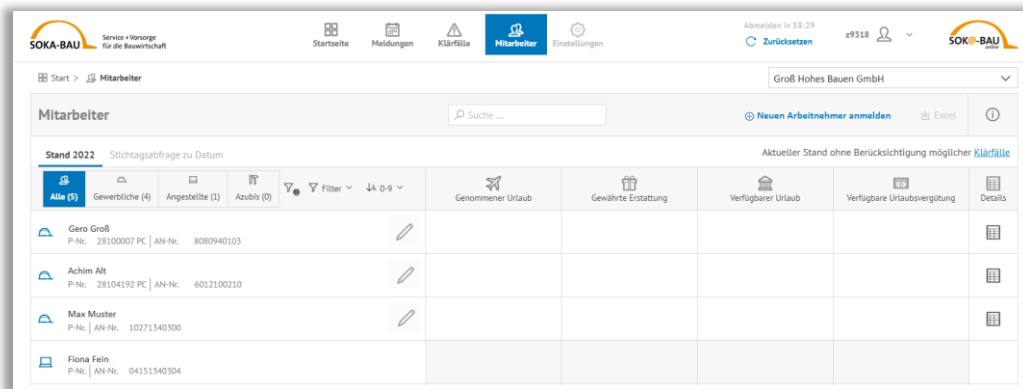 SOKA-BAU
Service + Vorsorge
für die Bauwirtschaft
Startseite
Meldungen
Klärfälle
Mitarbeiter
Einstellungen
Abmelden in 58:29
Zurücksetzen
z9318
SOK@-BAU
online
Start > Mitarbeiter
Groß Hohes Bauen GmbH
Mitarbeiter
Suche ...
Neuen Arbeitnehmer anmelden
Excel
Stand 2022 Stichtagsabfrage zu Datum
Aktueller Stand ohne Berücksichtigung möglicher Klärfälle
Alle (5)
Gewerbliche (4)
Angestellte (1)
Azubis (0)
Filter
0-9
Genommener Urlaub
Gewährte Erstattung
Verfügbarer Urlaub
Verfügbare Urlaubsvergütung
Details
Gero Groß
P-Nr. 28100007 PC | AN-Nr. 8080940103
Achim Alt
P-Nr. 28104192 PC | AN-Nr. 6012100210
Max Muster
P-Nr. | AN-Nr. 10271340300
Fiona Fein
P-Nr. | AN-Nr. 04151340304